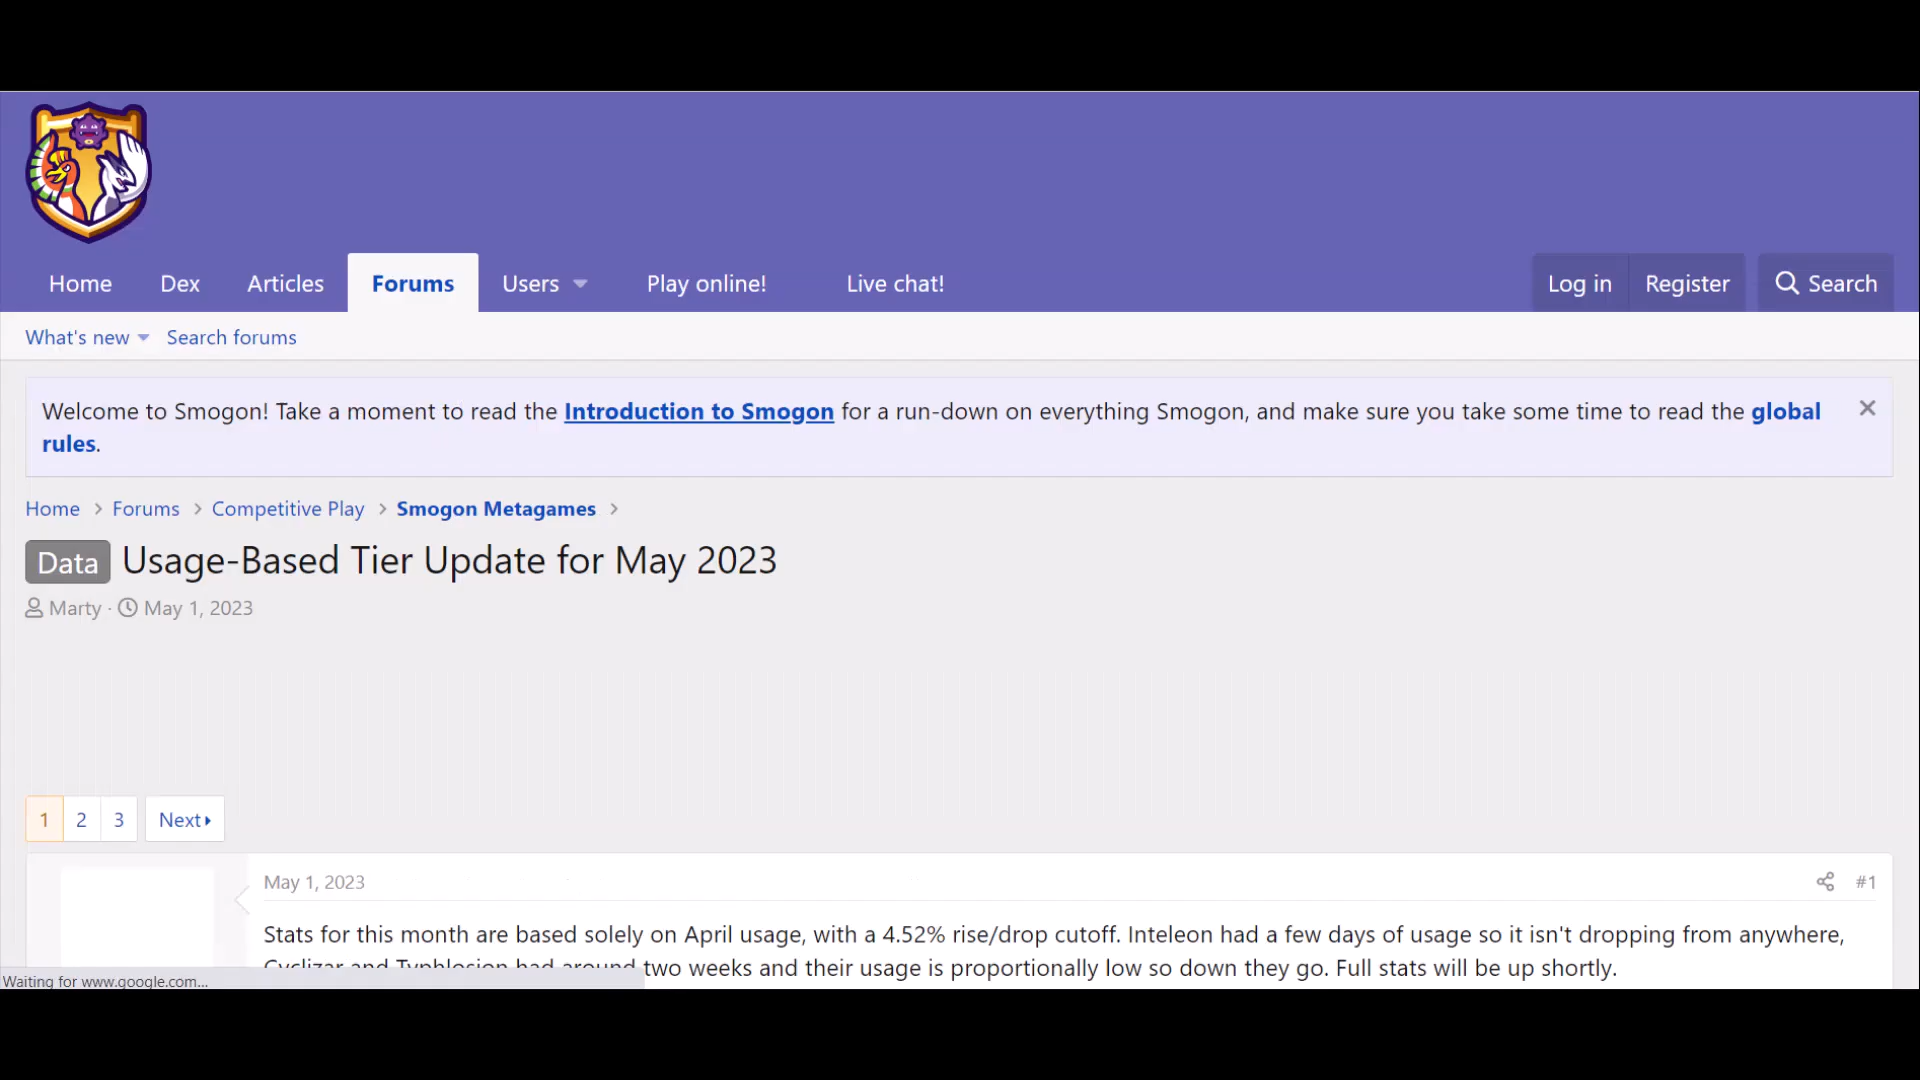 Home Dex Articles Forums Users Play online! Live chat! Log in Register Search
What's new Search forums
Welcome to Smogon! Take a moment to read the Introduction to Smogon for a run-down on everything Smogon, and make sure you take some time to read the global
rules.
Home Forums Competitive Play Smogon Metagames
Data Usage-Based Tier Update for May 2023
Marty · May 1, 2023
1 2 3 Next
May 1, 2023 #1
Stats for this month are based solely on April usage, with a 4.52% rise/drop cutoff. Inteleon had a few days of usage so it isn't dropping from anywhere,
Cyclizar and Typhlosion had around two weeks and their usage is proportionally low so down they go. Full stats will be up shortly.
Waiting for www.google.com...